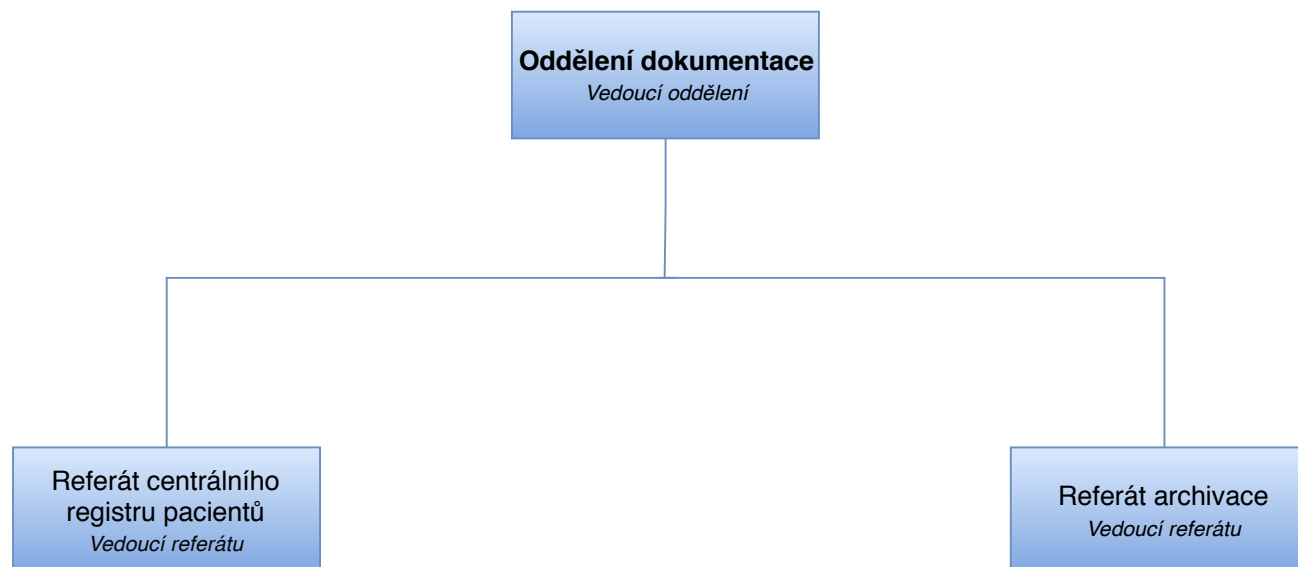 Oddělení dokumentace
Vedoucí oddělení
Referát centrálního
registru pacientů
Vedoucí referátu
Referát archivace
Vedoucí referátu